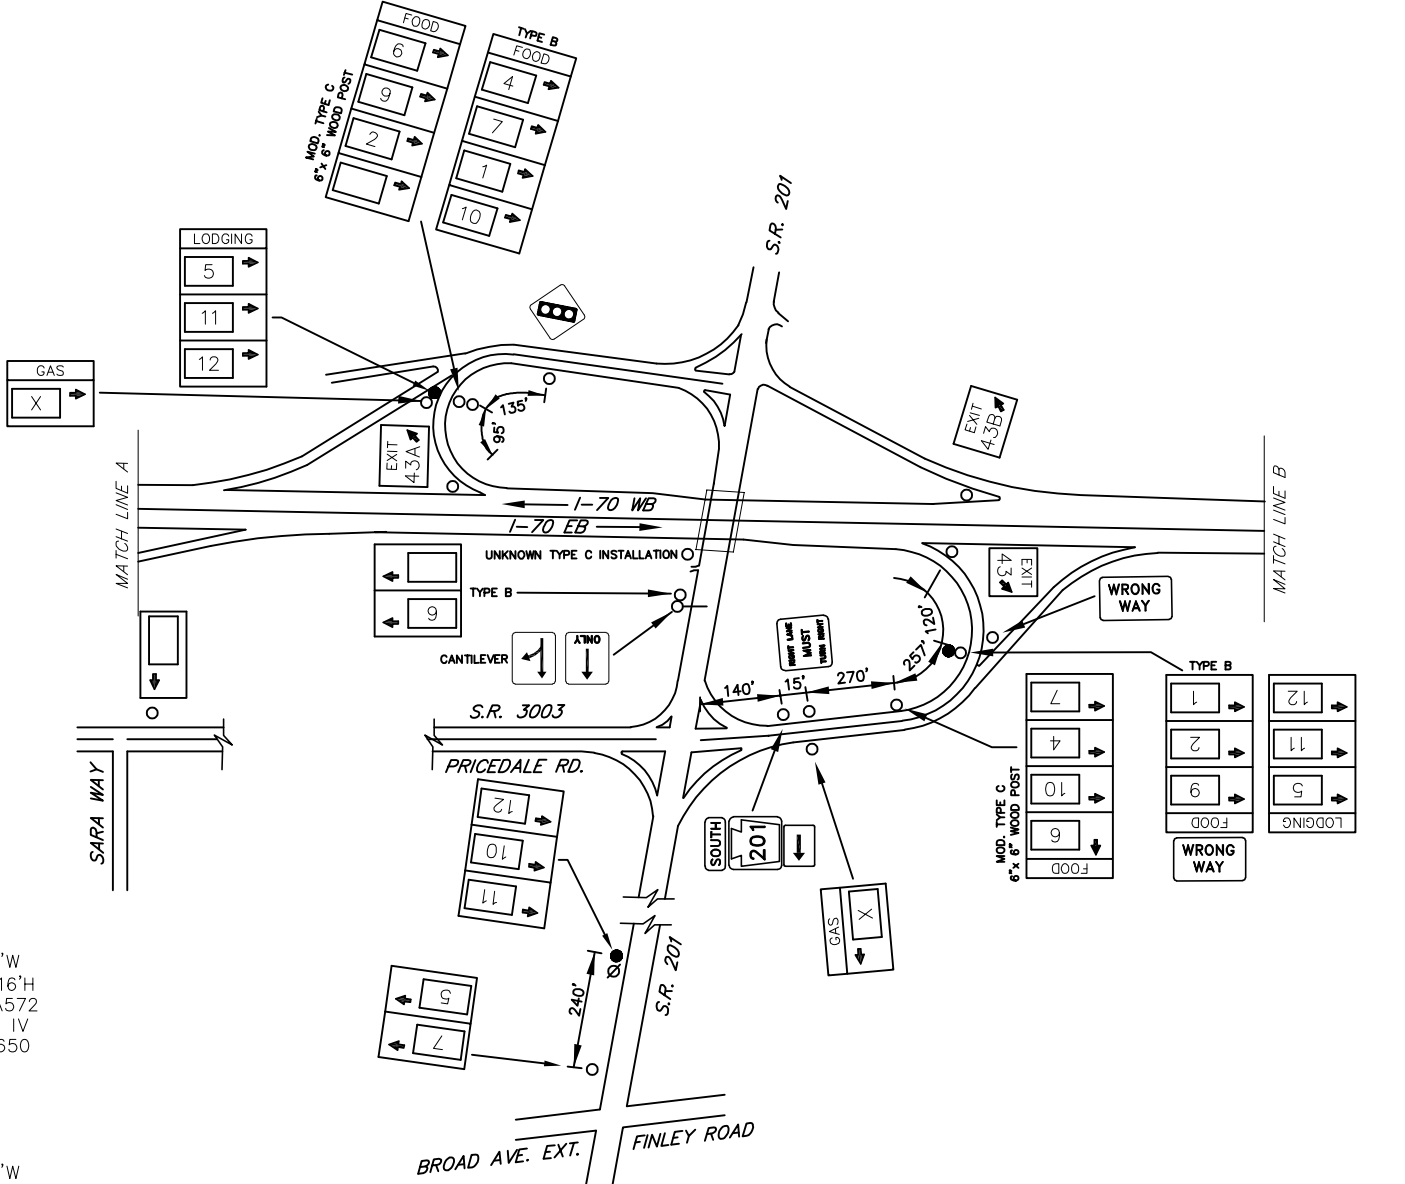 FOOD
6
9
2
MOD. TYPE C
6"x 6" WOOD POST
TYPE B
FOOD
4
7
1
10
S.R. 201
LODGING
5
11
12
GAS
X
135'
95'
EXIT
43A
EXIT
43B
MATCH LINE A
MATCH LINE B
I-70 WB
I-70 EB
UNKNOWN TYPE C INSTALLATION
TYPE B
6
CANTILEVER
ONLY
EXIT
43
WRONG
WAY
RIGHT LANE
MUST
TURN RIGHT
120'
257'
140'
15'
270'
S.R. 3003
PRICEDALE RD.
SARA WAY
7
4
10
6
FOOD
MOD. TYPE C
6"x 6" WOOD POST
TYPE B
1
2
9
FOOD
WRONG
WAY
12
11
5
LODGING
SOUTH
201
GAS
X
12
10
11
S.R. 201
240'
5
7
'W
16'H
A572
IV
650
'W
BROAD AVE. EXT.
FINLEY ROAD